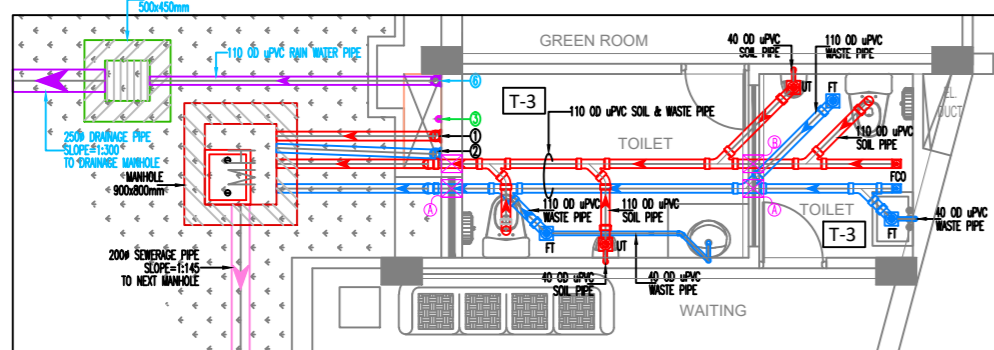 500x450mm
110 OD uPVC RAIN WATER PIPE
GREEN ROOM
40 OD uPVC
SOIL PIPE
110 OD uPVC
WASTE PIPE
6
T-3
UT
FT
EL.
DUCT
250ø DRAINAGE PIPE
SLOPE=1:300
TO DRAINAGE MANHOLE
3
110 OD uPVC SOIL & WASTE PIPE
1
2
TOILET
B
110 OD uPVC
SOIL PIPE
MANHOLE
900x800mm
FCO
A
110 OD uPVC
WASTE PIPE
110 OD uPVC
SOIL PIPE
A
TOILET
T-3
40 OD uPVC
WASTE PIPE
FT
FT
UT
200ø SEWERAGE PIPE
SLOPE=1:145
TO NEXT MANHOLE
40 OD uPVC
SOIL PIPE
40 OD uPVC
WASTE PIPE
WAITING